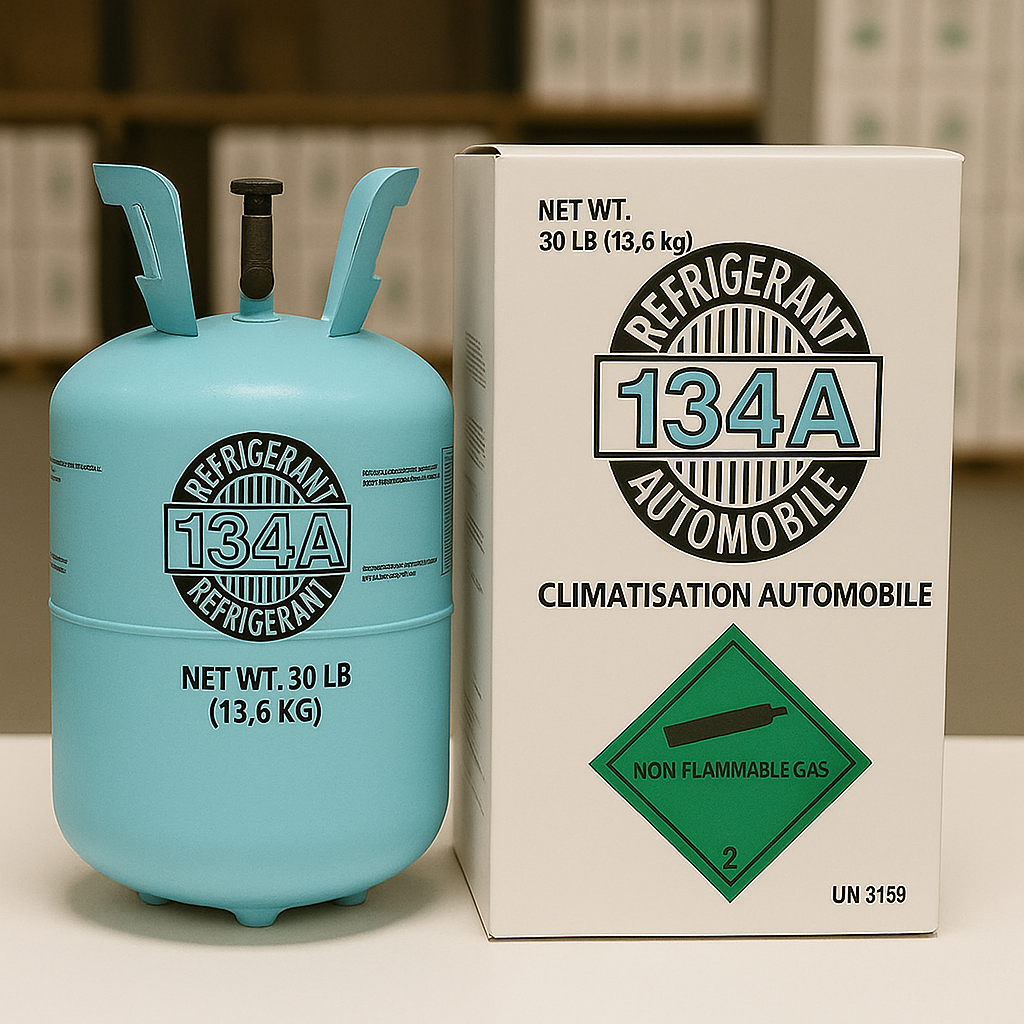 REFRIGERANT
134A
REFRIGERANT
NET WT. 30 LB
(13,6 KG)
NET WT.
30 LB (13,6 kg)
REFRIGERANT
134A
AUTOMOBILE
CLIMATISATION AUTOMOBILE
NON FLAMMABLE GAS
2
UN 3159